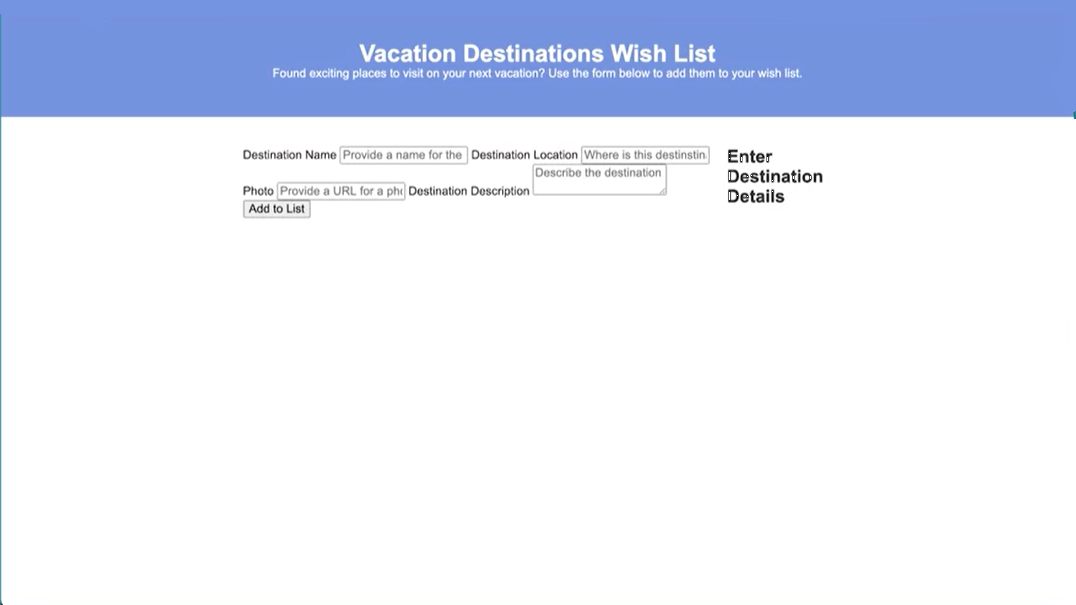 Vacation Destinations Wish List
Found exciting places to visit on your next vacation? Use the form below to add them to your wish list.
Destination Name Provide a name for the Destination Location Where is this destinstin
Describe the destination
Photo Provide a URL for a pho Destination Description
Add to List
Enter
Destination
Details